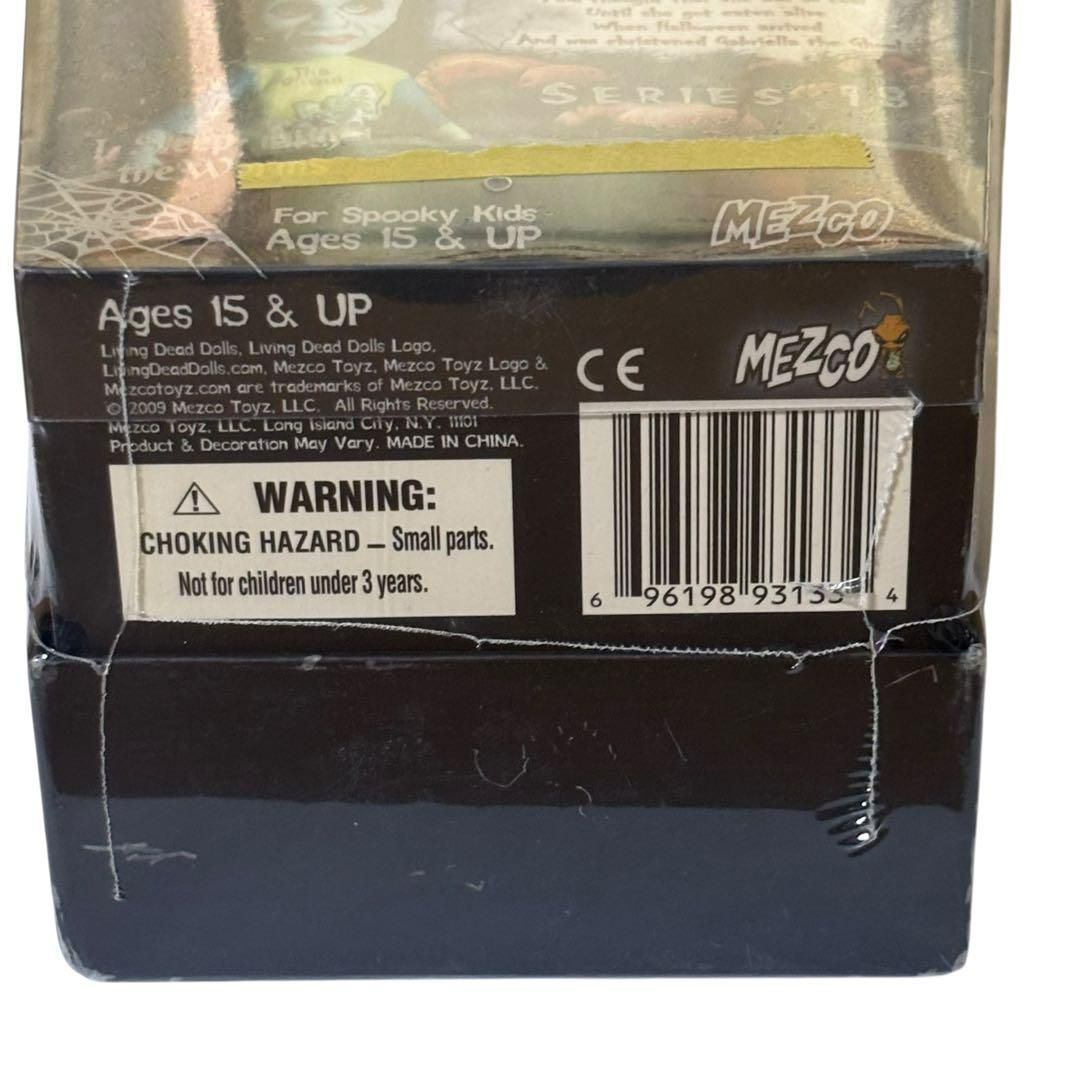 Until she got eaten alive
When Halloween arrived
And was christened Gabriella the Ghoul
SERIES 18
For Spooky Kids
Ages 15 & UP
MEZCO
Ages 15 & UP
Living Dead Dolls, Living Dead Dolls Logo,
LivingDeadDolls.com, Mezco Toyz, Mezco Toyz Logo &
Mezcotoyz.com are trademarks of Mezco Toyz, LLC.
© 2009 Mezco Toyz, LLC. All Rights Reserved.
Mezco Toyz, LLC. Long Island City, N.Y. 11101
Product & Decoration May Vary. MADE IN CHINA.
CE
MEZCO
WARNING:
CHOKING HAZARD — Small parts.
Not for children under 3 years.
6 96198 93133 4